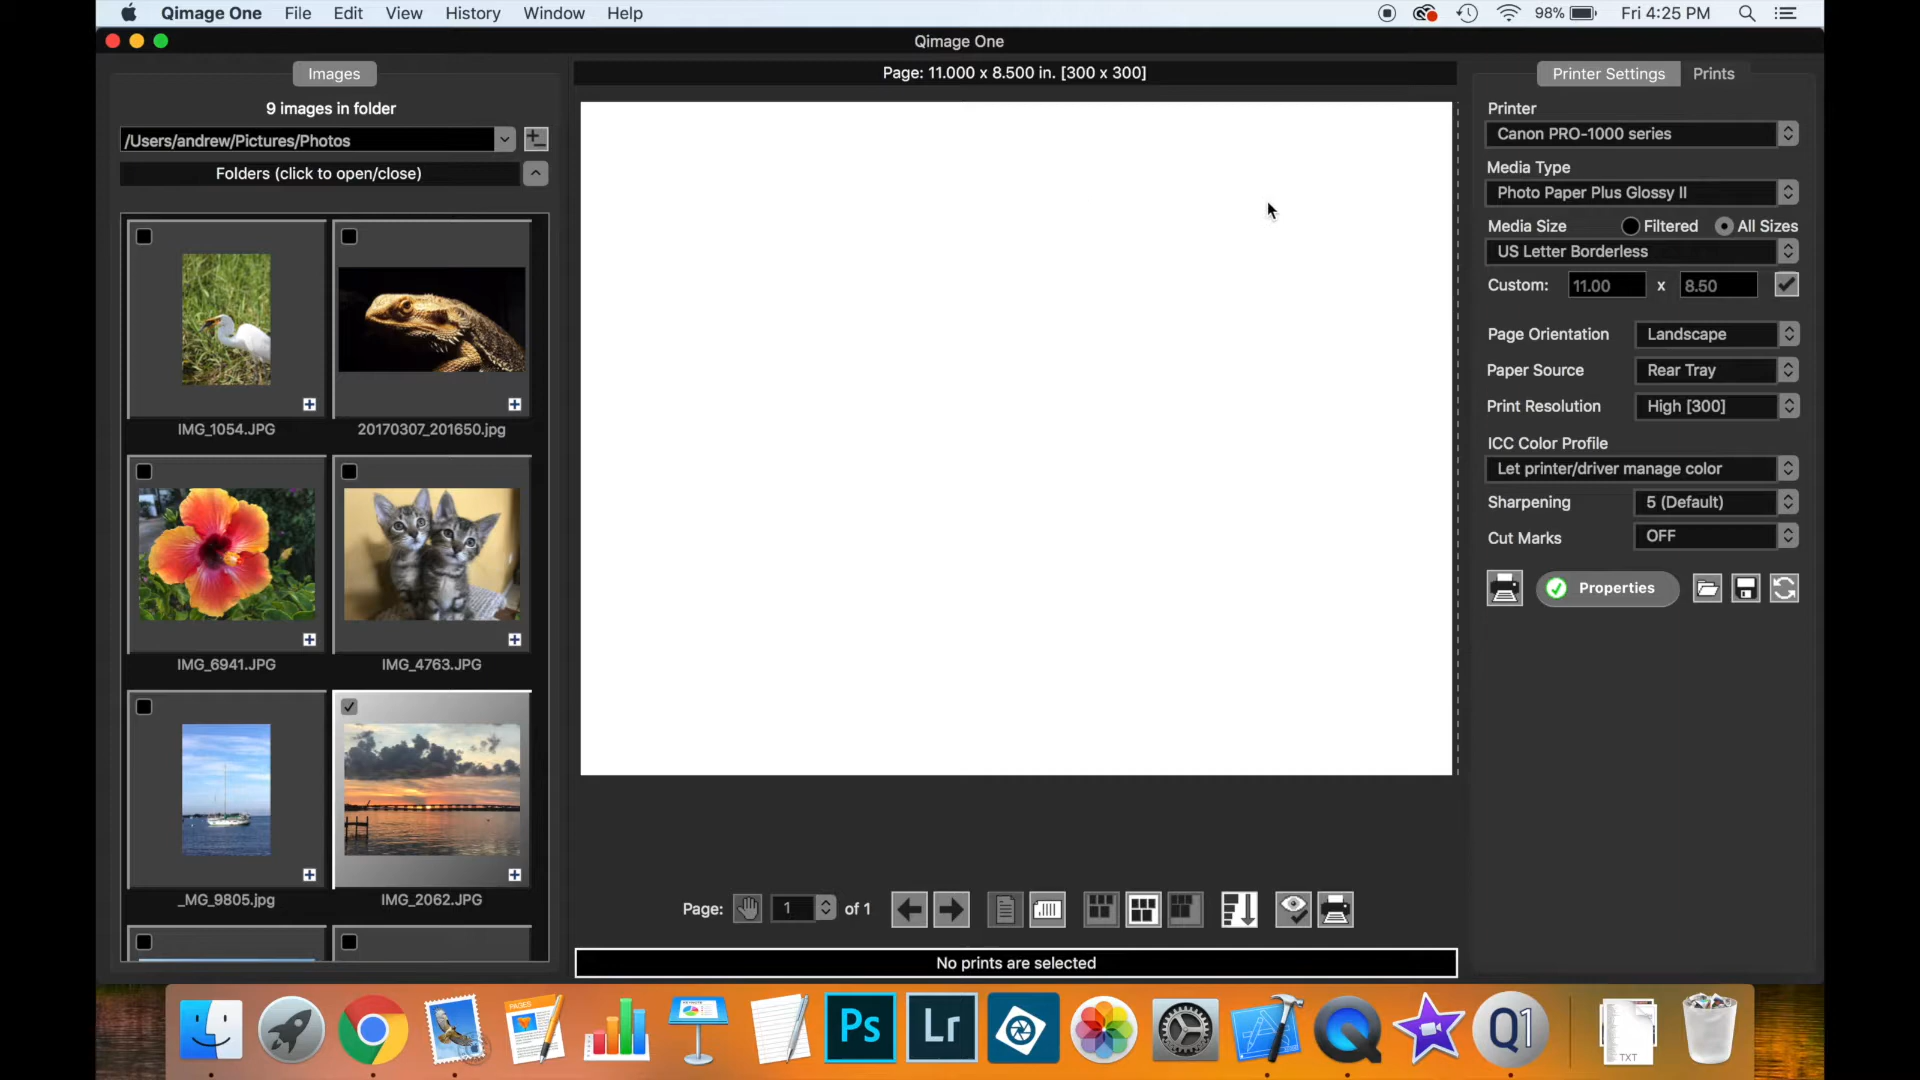 Qimage One File Edit View History Window Help
98% Fri 4:25 PM
Qimage One
Images
9 images in folder
/Users/andrew/Pictures/Photos
Folders (click to open/close)
IMG_1054.JPG
20170307_201650.jpg
IMG_6941.JPG
IMG_4763.JPG
_MG_9805.jpg
IMG_2062.JPG
Page: 11.000 x 8.500 in. [300 x 300]
Page: 1 of 1
No prints are selected
Printer Settings Prints
Printer
Canon PRO-1000 series
Media Type
Photo Paper Plus Glossy II
Media Size Filtered All Sizes
US Letter Borderless
Custom: 11.00 x 8.50
Page Orientation Landscape
Paper Source Rear Tray
Print Resolution High [300]
ICC Color Profile
Let printer/driver manage color
Sharpening 5 (Default)
Cut Marks OFF
Properties
PAGES
Ps
Lr
Q1
TXT